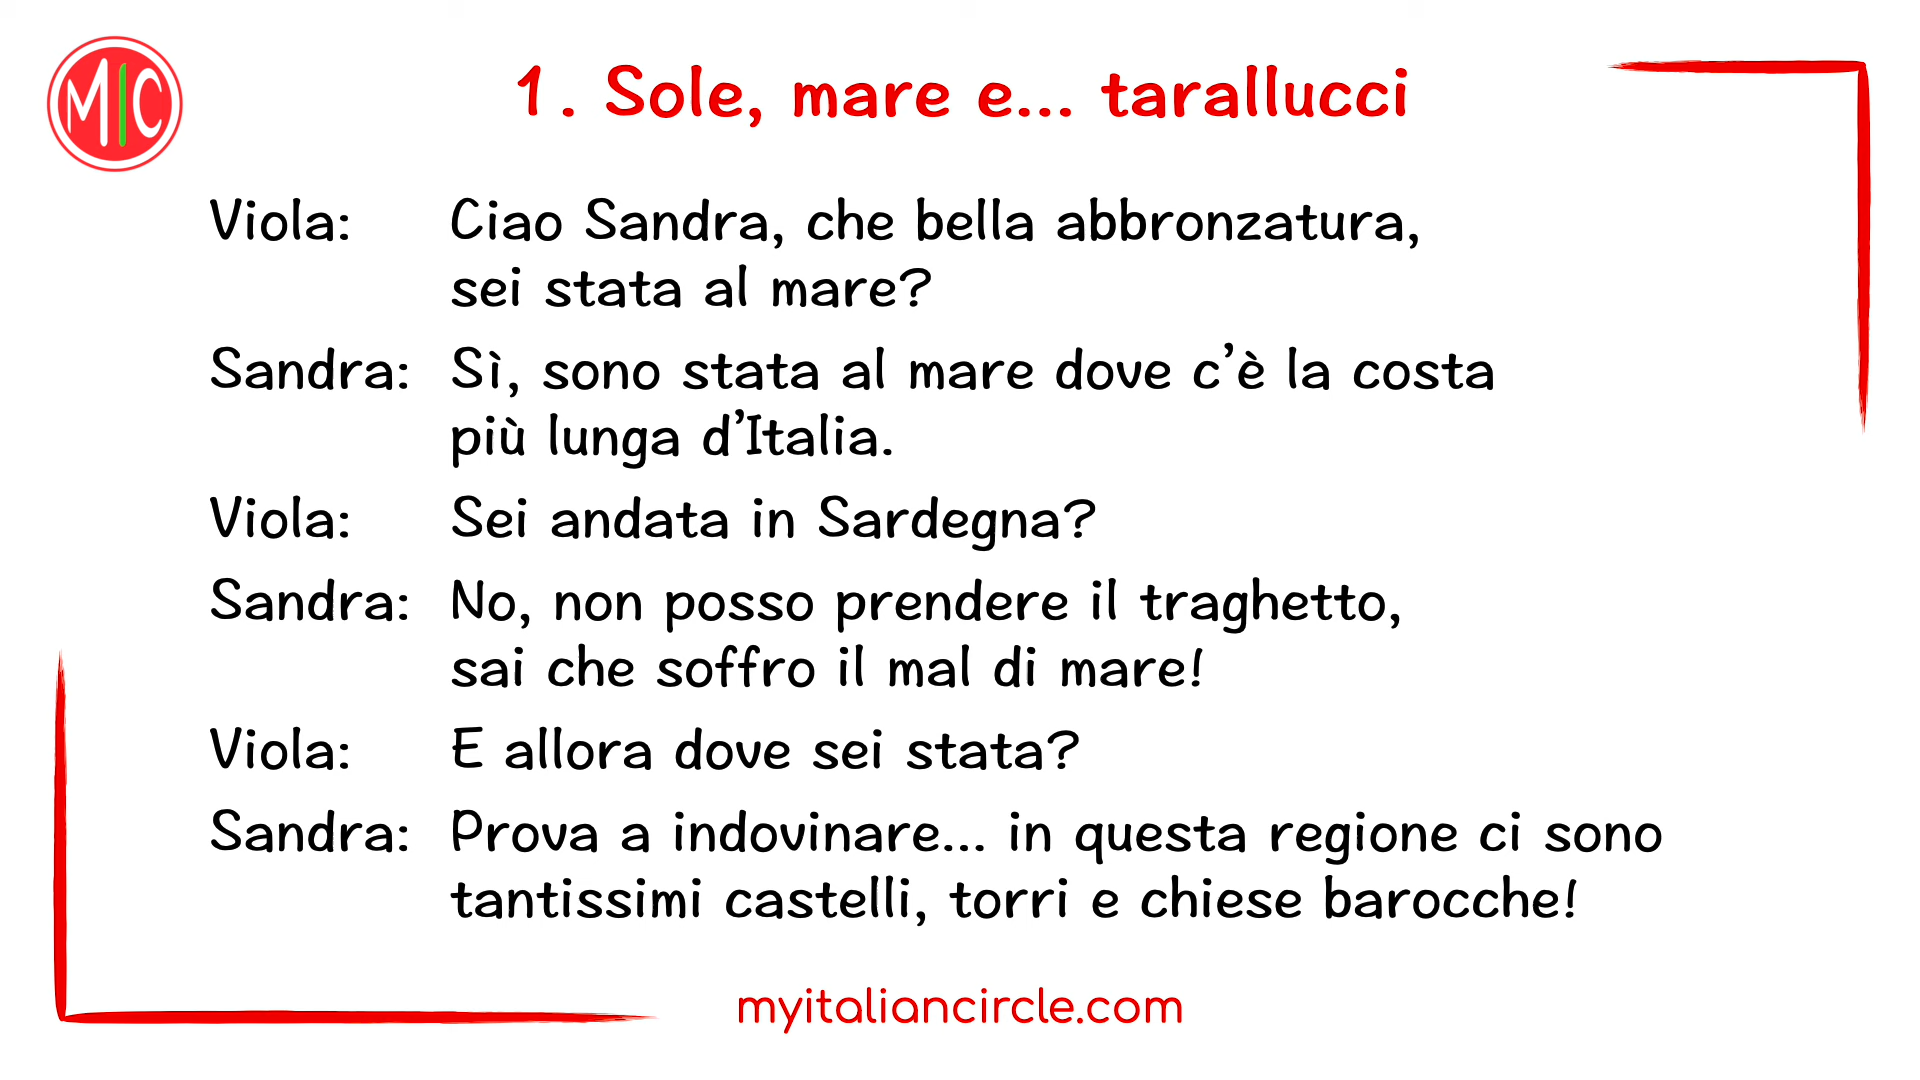 MIC
1. Sole, mare e... tarallucci
Viola: Ciao Sandra, che bella abbronzatura,
sei stata al mare?
Sandra: Sì, sono stata al mare dove c’è la costa
più lunga d’Italia.
Viola: Sei andata in Sardegna?
Sandra: No, non posso prendere il traghetto,
sai che soffro il mal di mare!
Viola: E allora dove sei stata?
Sandra: Prova a indovinare... in questa regione ci sono
tantissimi castelli, torri e chiese barocche!
myitaliancircle.com